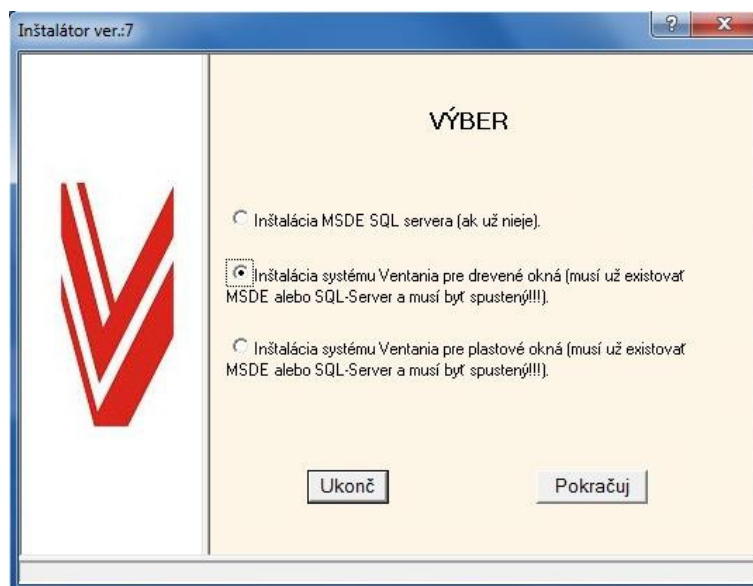 Inštalátor ver.:7
VÝBER
Inštalácia MSDE SQL servera (ak už nieje).
Inštalácia systému Ventania pre drevené okná (musí už existovať
MSDE alebo SQL-Server a musí byť spustený!!!).
Inštalácia systému Ventania pre plastové okná (musí už existovať
MSDE alebo SQL-Server a musí byť spustený!!!).
Ukonč
Pokračuj